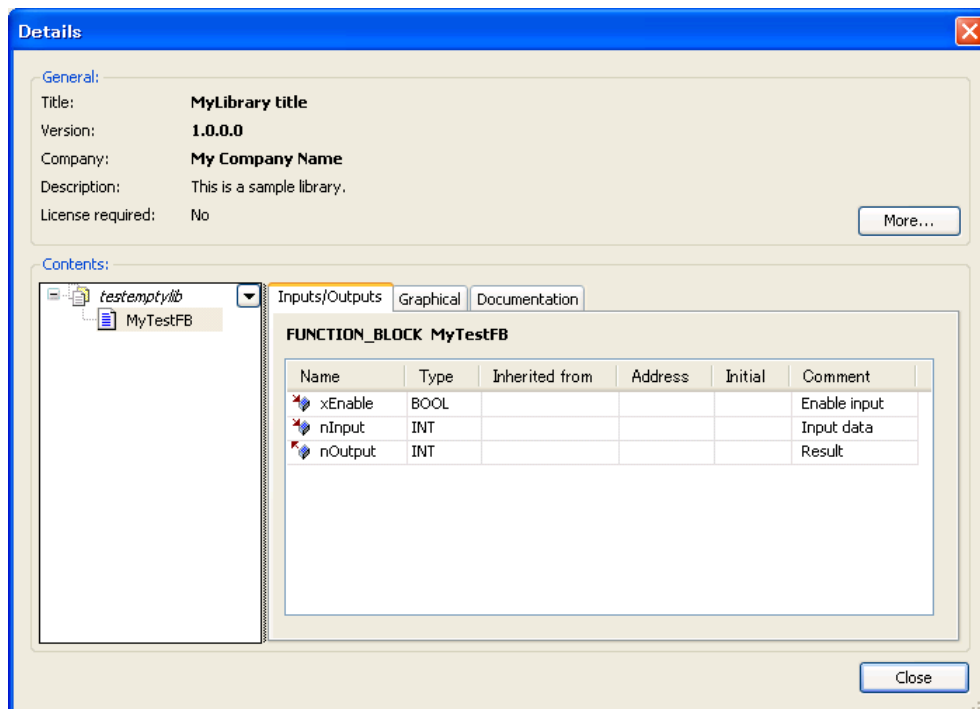 Details
General:
Title: MyLibrary title
Version: 1.0.0.0
Company: My Company Name
Description: This is a sample library.
License required: No
More...
Contents:
testemptylib
MyTestFB
Inputs/Outputs Graphical Documentation
FUNCTION_BLOCK MyTestFB
Name Type Inherited from Address Initial Comment
xEnable BOOL Enable input
nInput INT Input data
nOutput INT Result
Close